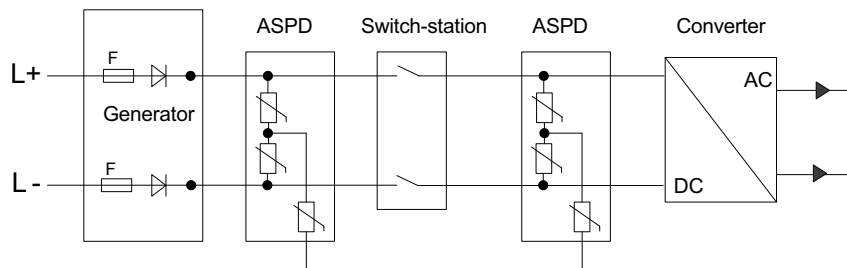 ASPD Switch-station ASPD Converter
F
L+
AC
Generator
F
L -
DC